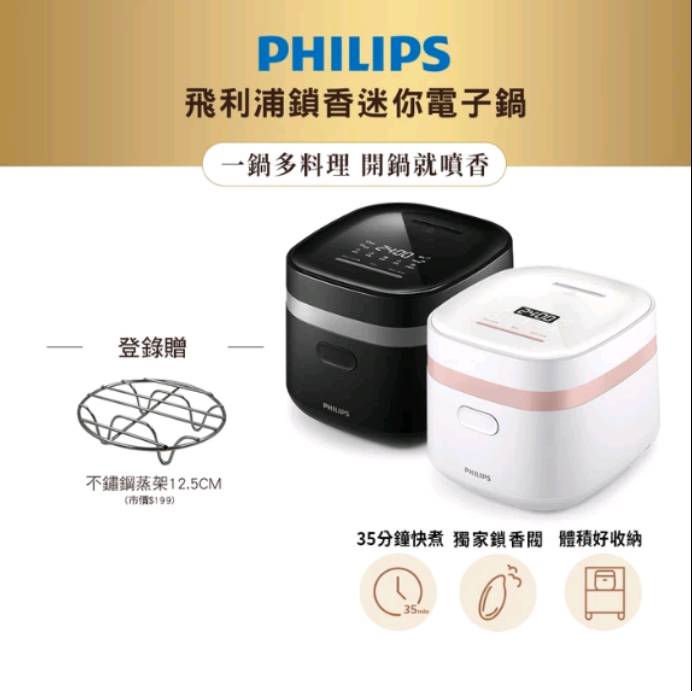 PHILIPS
飛利浦鎖香迷你電子鍋
一鍋多料理 開鍋就噴香
登錄贈
不鏽鋼蒸架12.5CM
(市價$199)
2400
PHILIPS
2400
PHILIPS
35分鐘快煮 獨家鎖香閥 體積好收納
35min